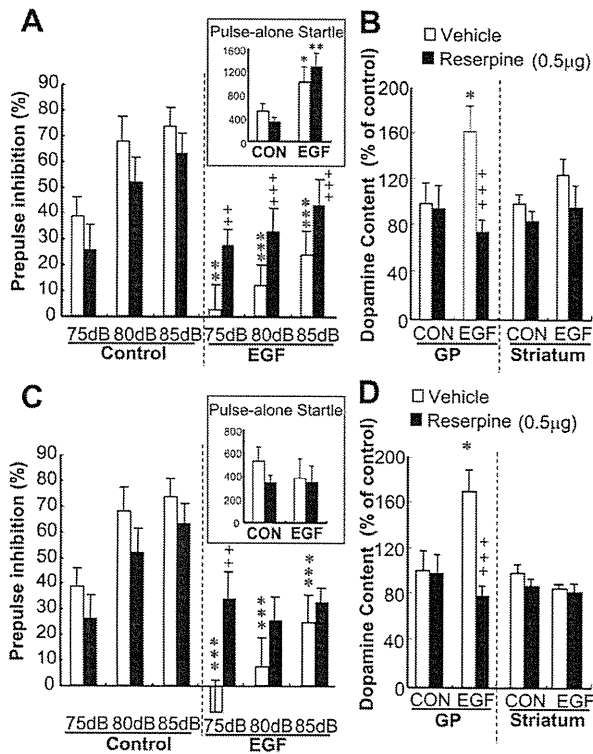 A
Prepulse inhibition (%)
90
80
70
60
50
40
30
20
10
0
75dB 80dB 85dB
Control
75dB 80dB 85dB
EGF
** *** ***
++ +++ +++
Pulse-alone Startle
1600
1200
800
400
0
* **
CON EGF
B
Vehicle
Reserpine (0.5µg)
Dopamine Content (% of control)
200
160
120
80
40
0
*
+++
CON EGF CON EGF
GP Striatum
C
Prepulse inhibition (%)
90
80
70
60
50
40
30
20
10
0
75dB 80dB 85dB
Control
75dB 80dB 85dB
EGF
*** *** ***
++
Pulse-alone Startle
800
600
400
200
0
CON EGF
D
Vehicle
Reserpine (0.5µg)
Dopamine Content (% of control)
200
160
120
80
40
0
*
+++
CON EGF CON EGF
GP Striatum